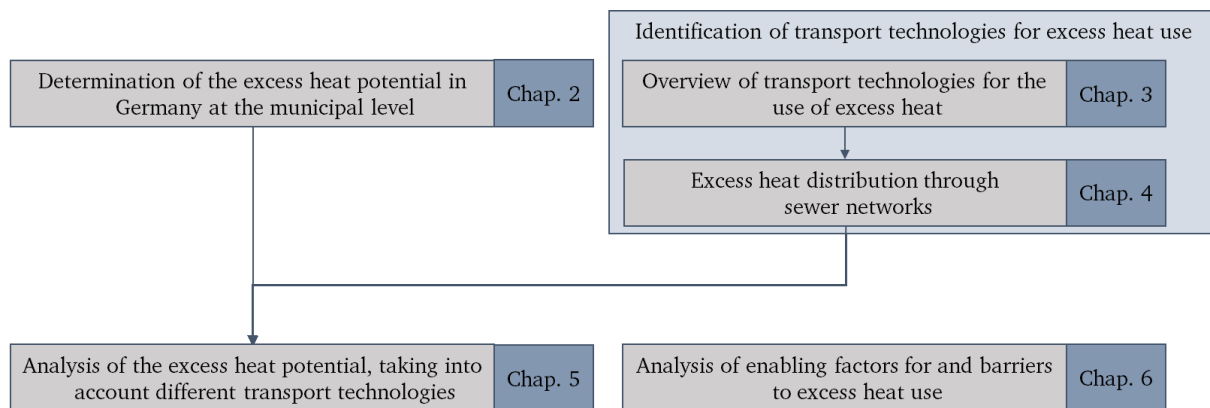 Identification of transport technologies for excess heat use
Determination of the excess heat potential in
Germany at the municipal level
Chap. 2
Overview of transport technologies for the
use of excess heat
Chap. 3
Excess heat distribution through
sewer networks
Chap. 4
Analysis of the excess heat potential, taking into
account different transport technologies
Chap. 5
Analysis of enabling factors for and barriers
to excess heat use
Chap. 6